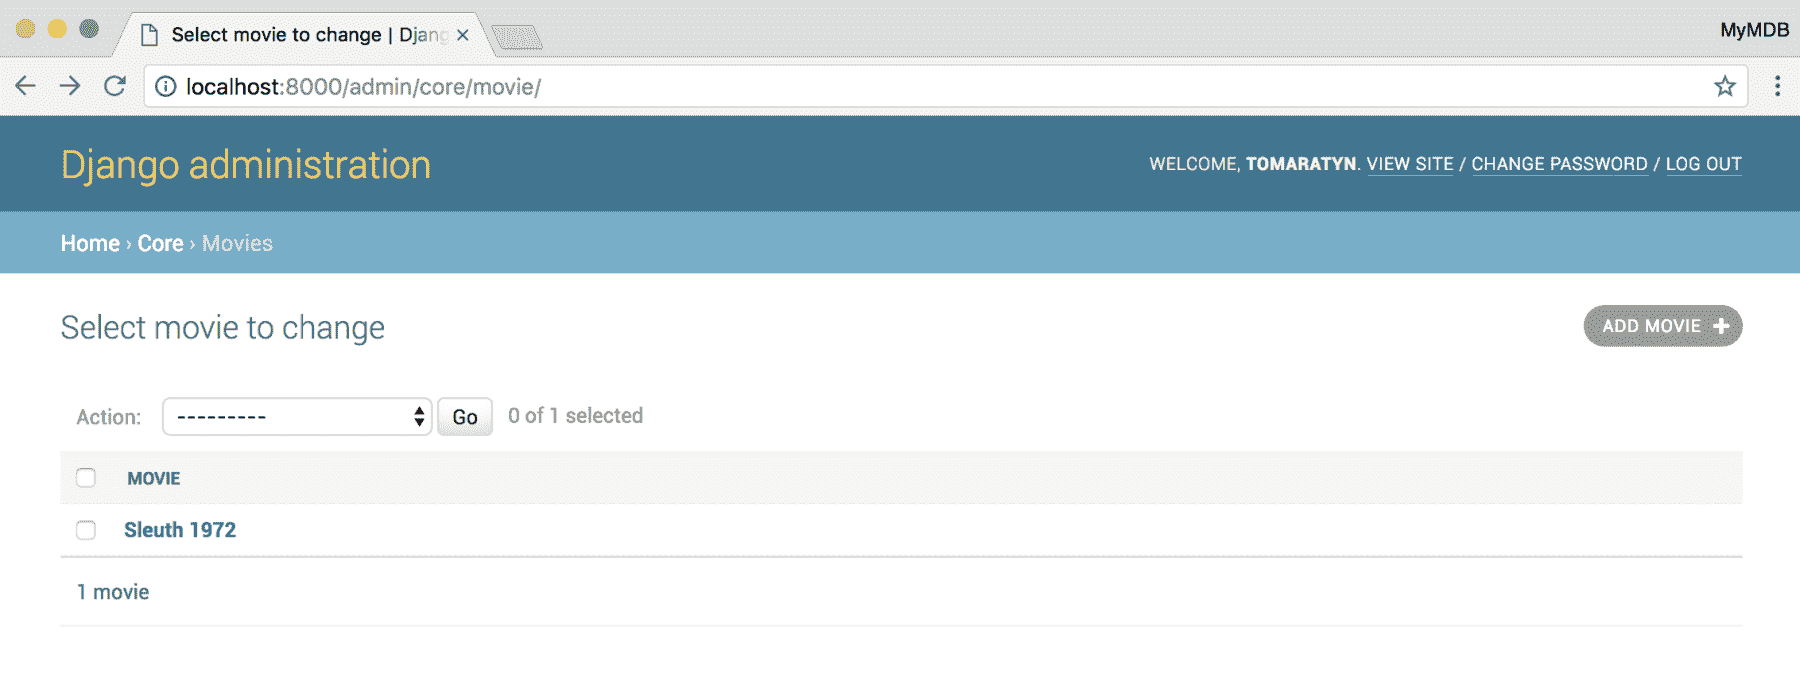 Select movie to change | Djang
MyMDB
localhost:8000/admin/core/movie/
Django administration
WELCOME, TOMARATYN. VIEW SITE / CHANGE PASSWORD / LOG OUT
Home › Core › Movies
Select movie to change
ADD MOVIE +
Action: --------- Go 0 of 1 selected
MOVIE
Sleuth 1972
1 movie